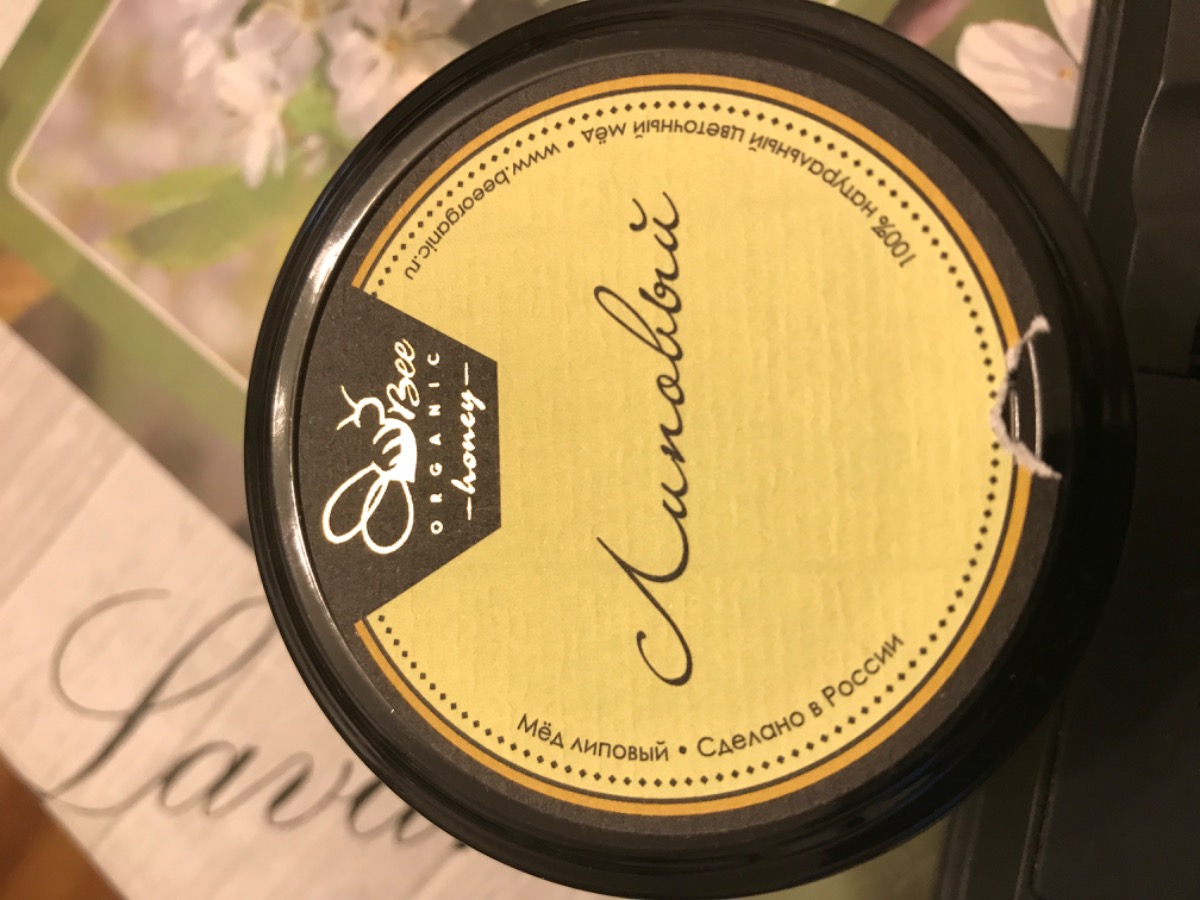 Bee
ORGANIC
honey
Липовый
Мёд липовый • Сделано в России
100% натуральный цветочный мёд • www.beeorganic.ru